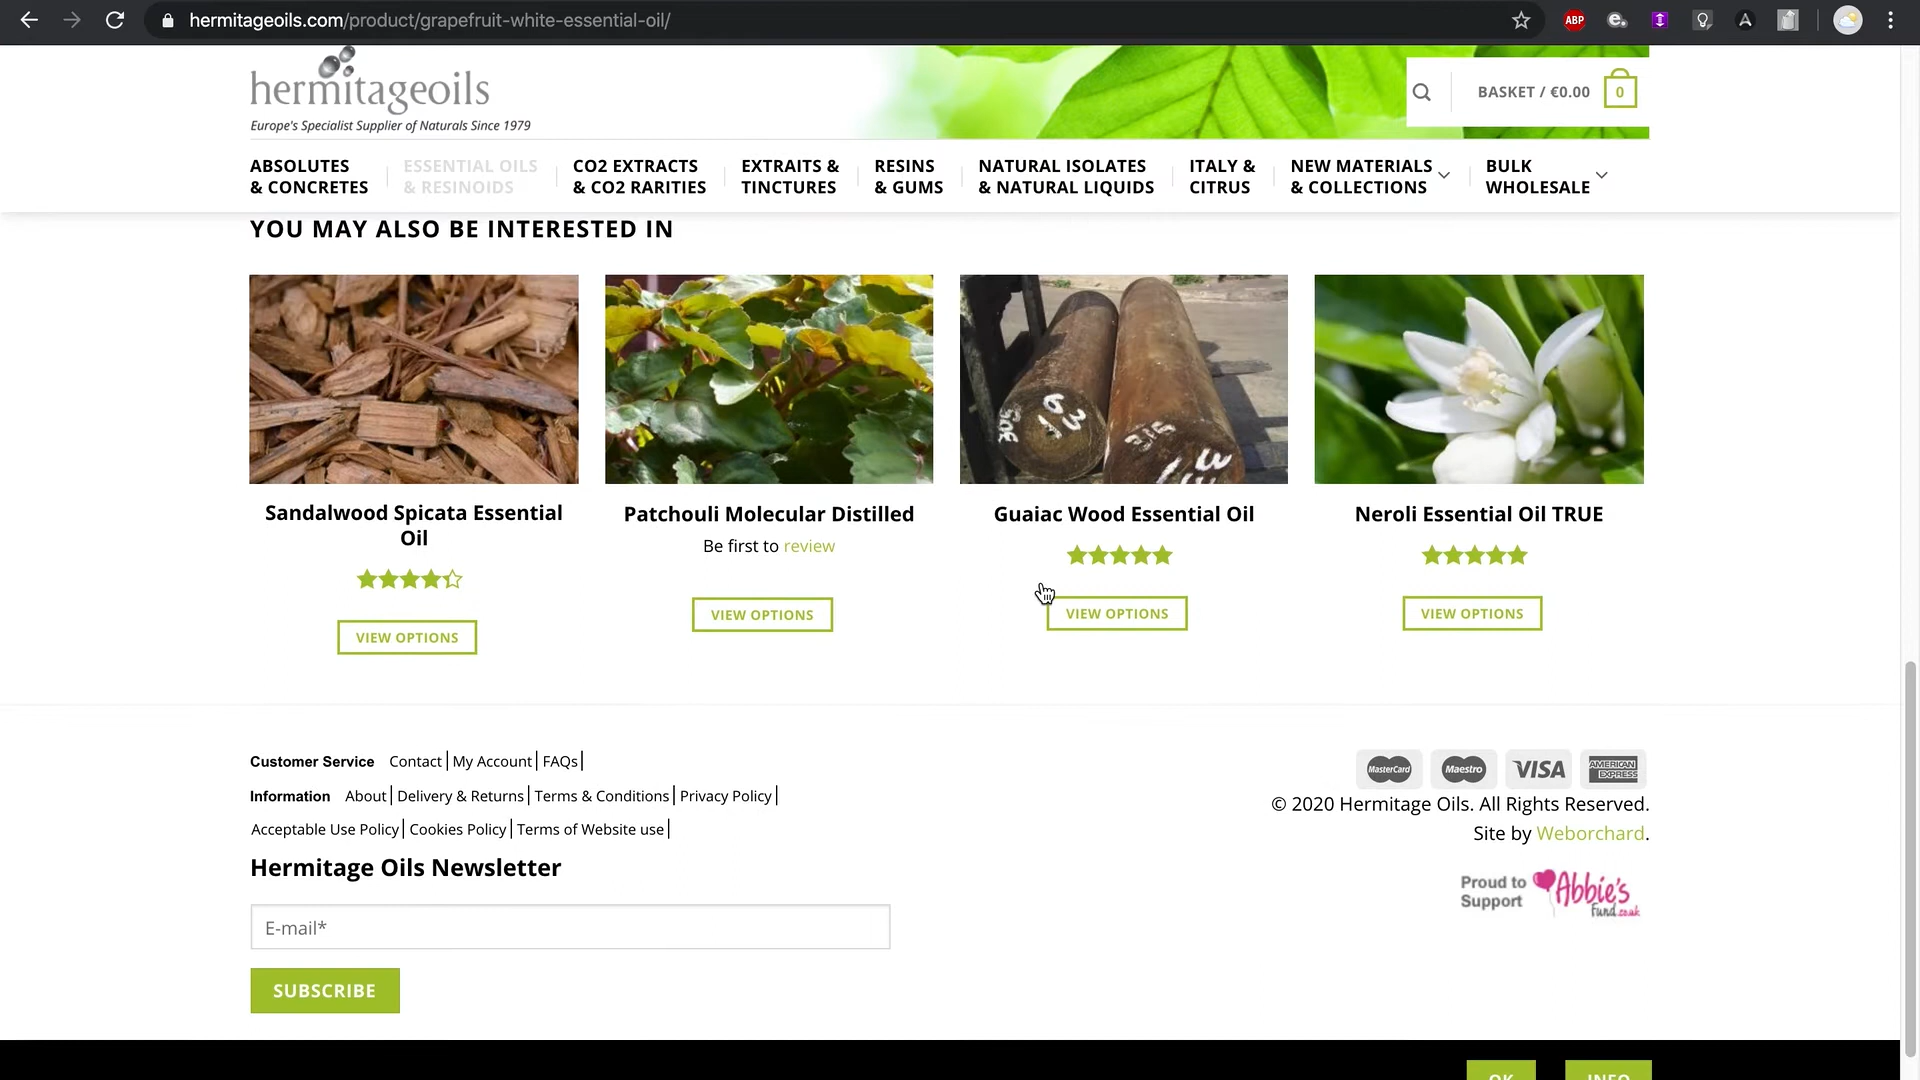 hermitageoils.com/product/grapefruit-white-essential-oil/
ABP
e.
A
hermitageoils
Europe's Specialist Supplier of Naturals Since 1979
BASKET / €0.00
0
ABSOLUTES
& CONCRETES
ESSENTIAL OILS
& RESINOIDS
CO2 EXTRACTS
& CO2 RARITIES
EXTRAITS &
TINCTURES
RESINS
& GUMS
NATURAL ISOLATES
& NATURAL LIQUIDS
ITALY &
CITRUS
NEW MATERIALS
& COLLECTIONS
BULK
WHOLESALE
YOU MAY ALSO BE INTERESTED IN
Sandalwood Spicata Essential
Oil
VIEW OPTIONS
Patchouli Molecular Distilled
Be first to review
VIEW OPTIONS
Guaiac Wood Essential Oil
VIEW OPTIONS
Neroli Essential Oil TRUE
VIEW OPTIONS
Customer Service Contact My Account FAQs
Information About Delivery & Returns Terms & Conditions Privacy Policy
Acceptable Use Policy Cookies Policy Terms of Website use
Hermitage Oils Newsletter
E-mail*
SUBSCRIBE
MasterCard
Maestro
VISA
AMERICAN
EXPRESS
© 2020 Hermitage Oils. All Rights Reserved.
Site by Weborchard.
Proud to
Support
Abbie's
Fund.co.uk
OK
INFO